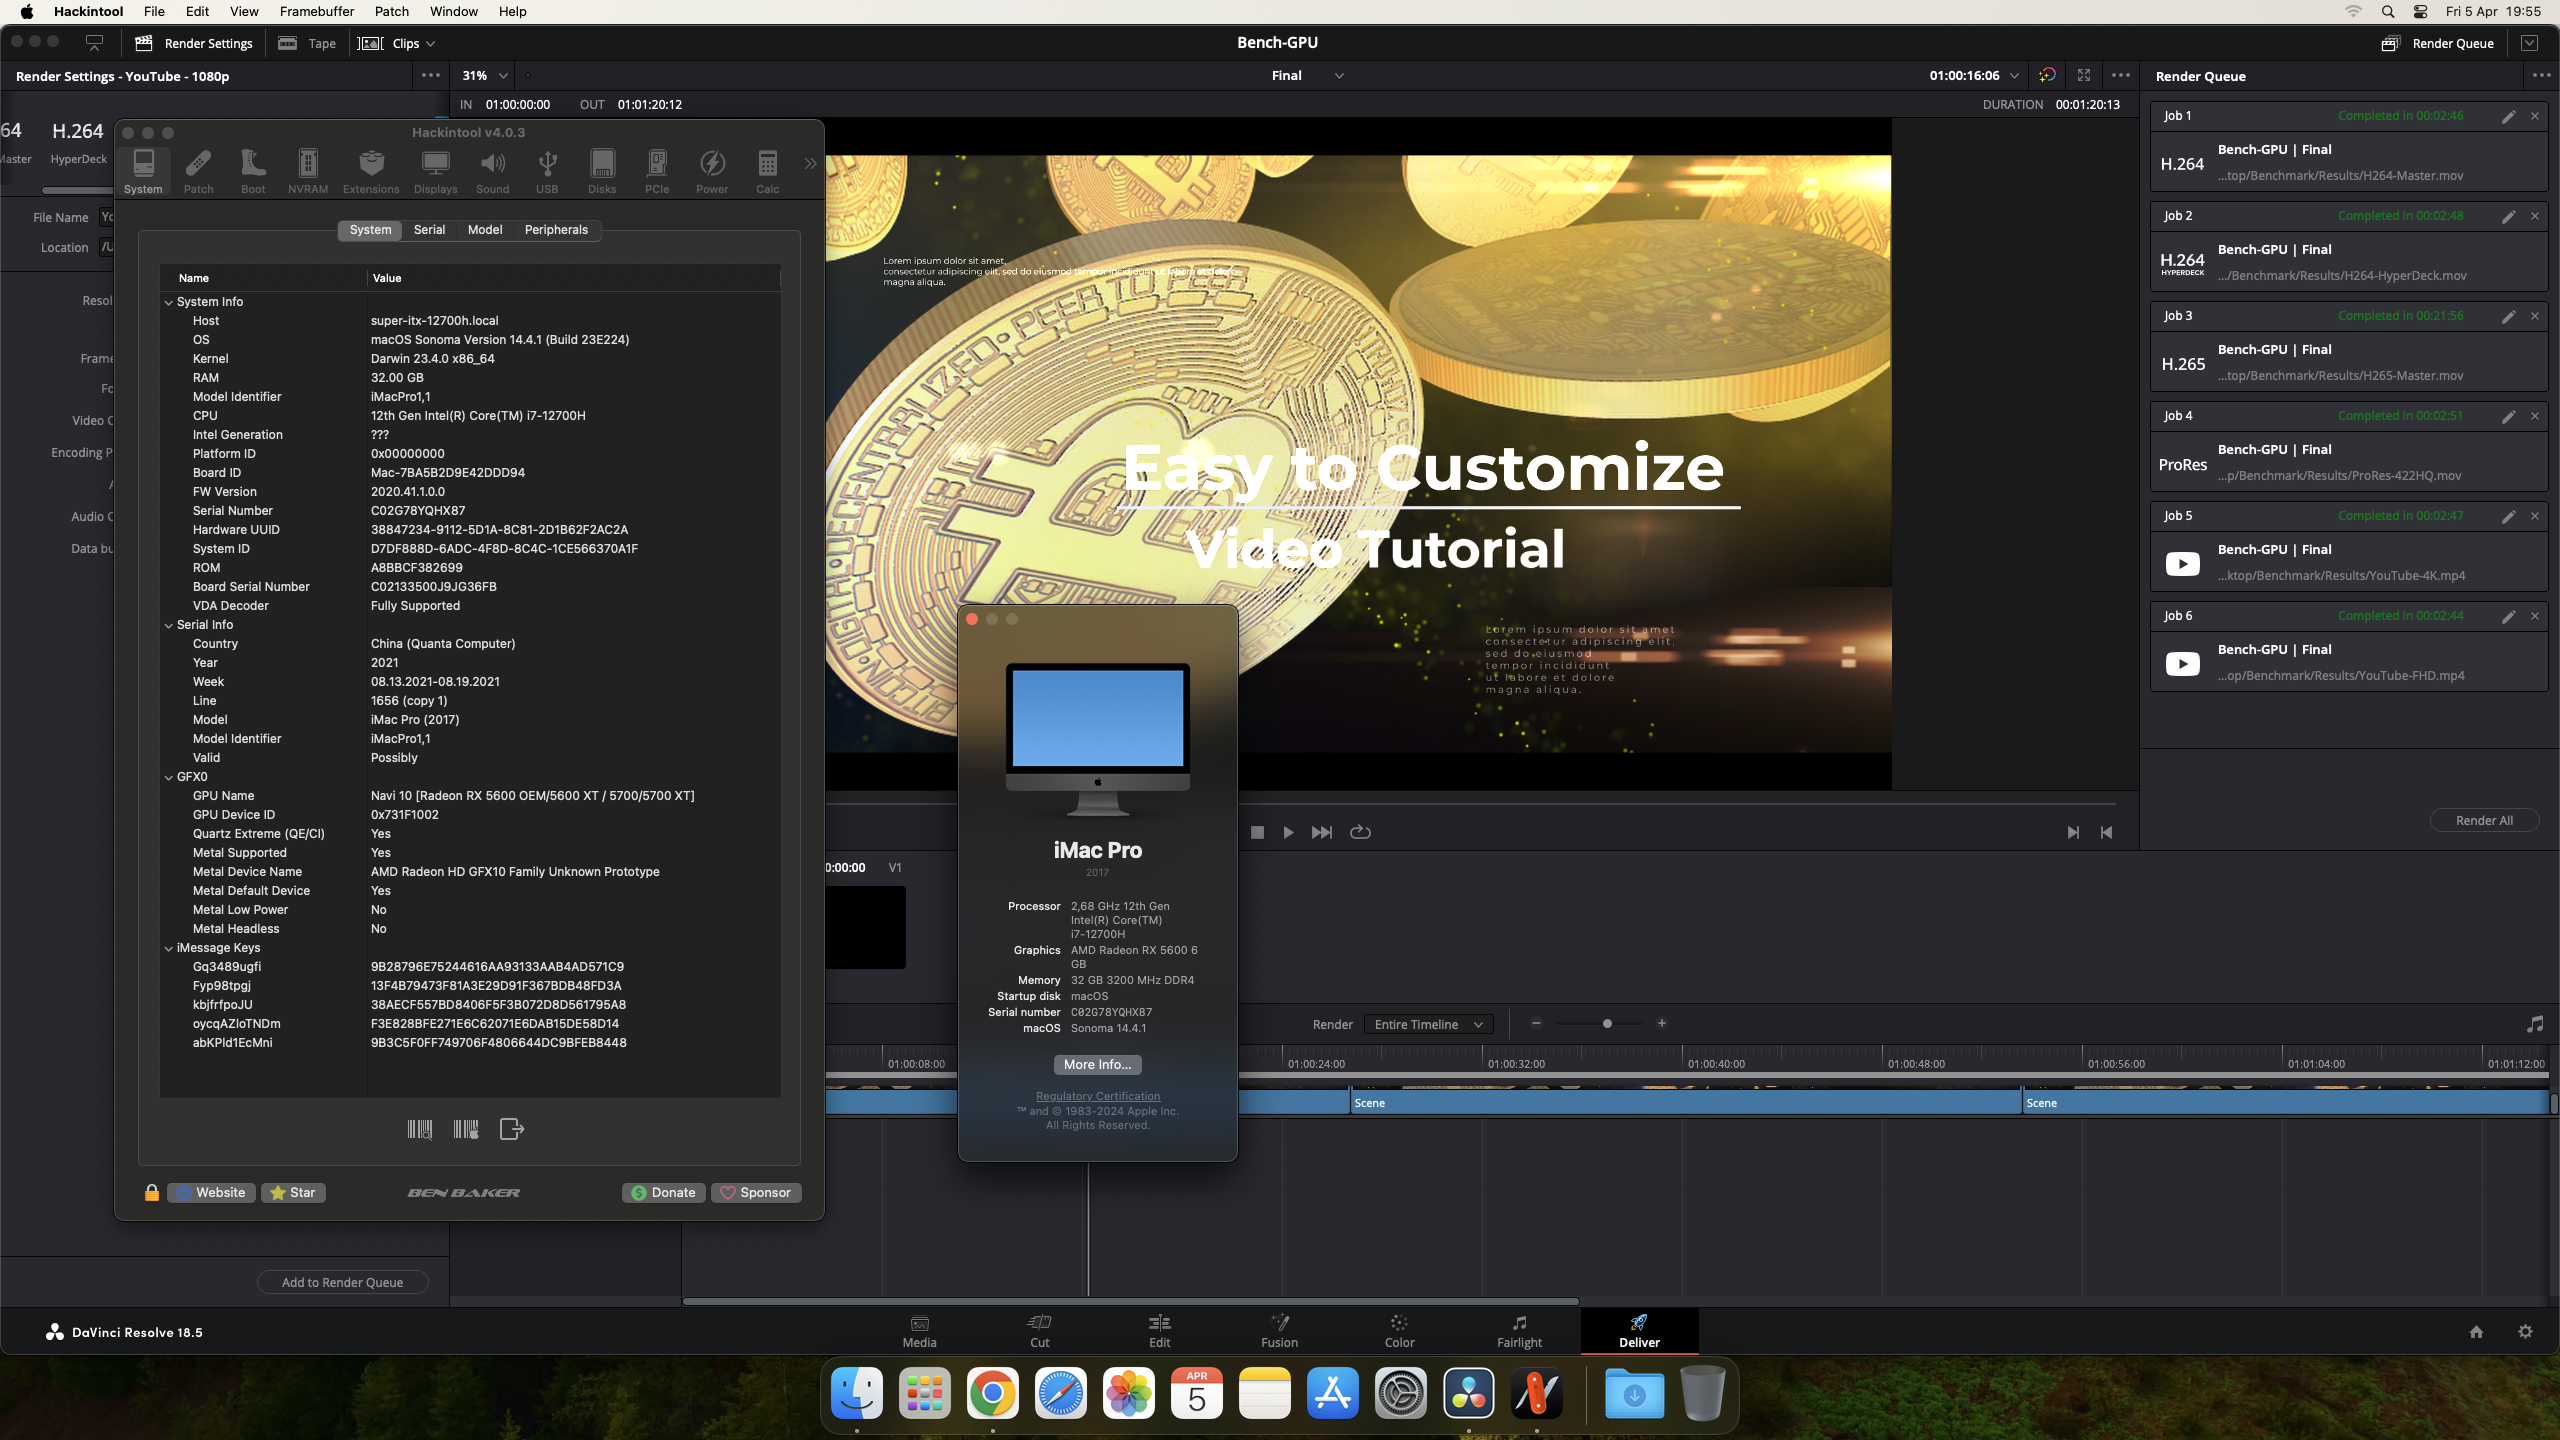 Hackintool File Edit View Framebuffer Patch Window Help
Fri 5 Apr 19:55
Render Settings Tape Clips
Bench-GPU
Render Queue
Render Settings - YouTube - 1080p
31%
Final
01:00:16:06
Render Queue
IN 01:00:00:00 OUT 01:01:20:12
DURATION 00:01:20:13
64 H.264
Master HyperDeck
File Name Yo
Location /U
Resol
Frame
Fo
Video C
Encoding P
A
Audio C
Data bu
Add to Render Queue
Hackintool v4.0.3
System Patch Boot NVRAM Extensions Displays Sound USB Disks PCIe Power Calc
System Serial Model Peripherals
Name Value
System Info
Host super-itx-12700h.local
OS macOS Sonoma Version 14.4.1 (Build 23E224)
Kernel Darwin 23.4.0 x86_64
RAM 32.00 GB
Model Identifier iMacPro1,1
CPU 12th Gen Intel(R) Core(TM) i7-12700H
Intel Generation ???
Platform ID 0x00000000
Board ID Mac-7BA5B2D9E42DDD94
FW Version 2020.41.1.0.0
Serial Number C02G78YQHX87
Hardware UUID 38847234-9112-5D1A-8C81-2D1B62F2AC2A
System ID D7DF888D-6ADC-4F8D-8C4C-1CE566370A1F
ROM A8BBCF382699
Board Serial Number C02133500J9JG36FB
VDA Decoder Fully Supported
Serial Info
Country China (Quanta Computer)
Year 2021
Week 08.13.2021-08.19.2021
Line 1656 (copy 1)
Model iMac Pro (2017)
Model Identifier iMacPro1,1
Valid Possibly
GFX0
GPU Name Navi 10 [Radeon RX 5600 OEM/5600 XT / 5700/5700 XT]
GPU Device ID 0x731F1002
Quartz Extreme (QE/CI) Yes
Metal Supported Yes
Metal Device Name AMD Radeon HD GFX10 Family Unknown Prototype
Metal Default Device Yes
Metal Low Power No
Metal Headless No
iMessage Keys
Gq3489ugfi 9B28796E75244616AA93133AAB4AD571C9
Fyp98tpgj 13F4B79473F81A3E29D91F367BDB48FD3A
kbjfrfpoJU 38AECF557BD8406F5F3B072D8D561795A8
oycqAZloTNDm F3E828BFE271E6C62071E6DAB15DE58D14
abKPld1EcMni 9B3C5F0FF749706F4806644DC9BFEB8448
Website Star BEN BAKER Donate Sponsor
Lorem ipsum dolor sit amet,
consectetur adipiscing elit, sed do eiusmod tempor incididunt ut labore et dolore
magna aliqua.
PEER TO PEER
DECENTRALIZED
BITCOIN
Easy to Customize
Video Tutorial
Lorem ipsum dolor sit amet
consectetur adipiscing elit,
sed do eiusmod
tempor incididunt
ut labore et dolore
magna aliqua.
iMac Pro
2017
Processor 2,68 GHz 12th Gen
Intel(R) Core(TM)
i7-12700H
Graphics AMD Radeon RX 5600 6
GB
Memory 32 GB 3200 MHz DDR4
Startup disk macOS
Serial number C02G78YQHX87
macOS Sonoma 14.4.1
More Info...
Regulatory Certification
™ and © 1983-2024 Apple Inc.
All Rights Reserved.
Job 1 Completed in 00:02:46
H.264
Bench-GPU | Final
...top/Benchmark/Results/H264-Master.mov
Job 2 Completed in 00:02:48
H.264
HYPERDECK
Bench-GPU | Final
.../Benchmark/Results/H264-HyperDeck.mov
Job 3 Completed in 00:21:56
H.265
Bench-GPU | Final
...top/Benchmark/Results/H265-Master.mov
Job 4 Completed in 00:02:51
ProRes
Bench-GPU | Final
...p/Benchmark/Results/ProRes-422HQ.mov
Job 5 Completed in 00:02:47
Bench-GPU | Final
...ktop/Benchmark/Results/YouTube-4K.mp4
Job 6 Completed in 00:02:44
Bench-GPU | Final
...op/Benchmark/Results/YouTube-FHD.mp4
Render All
0:00:00 V1
Render Entire Timeline
01:00:08:00 01:00:24:00 01:00:32:00 01:00:40:00 01:00:48:00 01:00:56:00 01:01:04:00 01:01:12:00
Scene Scene
DaVinci Resolve 18.5
Media Cut Edit Fusion Color Fairlight Deliver
APR
5